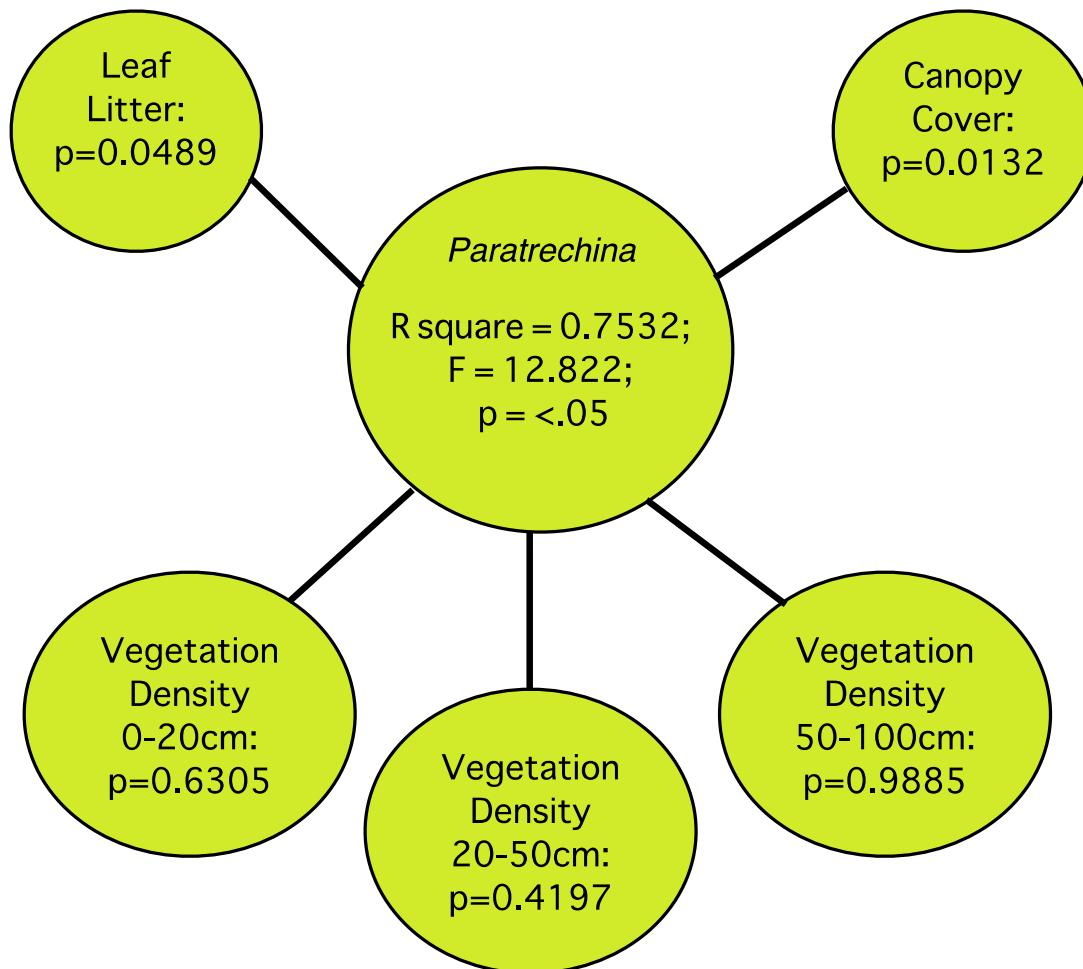 Leaf
Litter:
p=0.0489
Canopy
Cover:
p=0.0132
Paratrechina
R square = 0.7532;
F = 12.822;
p = <.05
Vegetation
Density
0-20cm:
p=0.6305
Vegetation
Density
20-50cm:
p=0.4197
Vegetation
Density
50-100cm:
p=0.9885